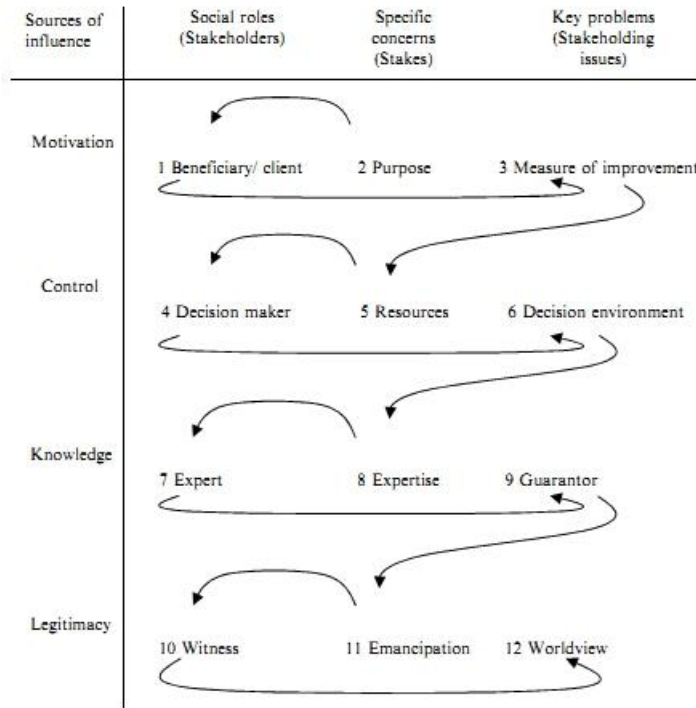 Sources of
influence
Social roles
(Stakeholders)
Specific
concerns
(Stakes)
Key problems
(Stakeholding
issues)
Motivation
1 Beneficiary/ client
2 Purpose
3 Measure of improvement
Control
4 Decision maker
5 Resources
6 Decision environment
Knowledge
7 Expert
8 Expertise
9 Guarantor
Legitimacy
10 Witness
11 Emancipation
12 Worldview